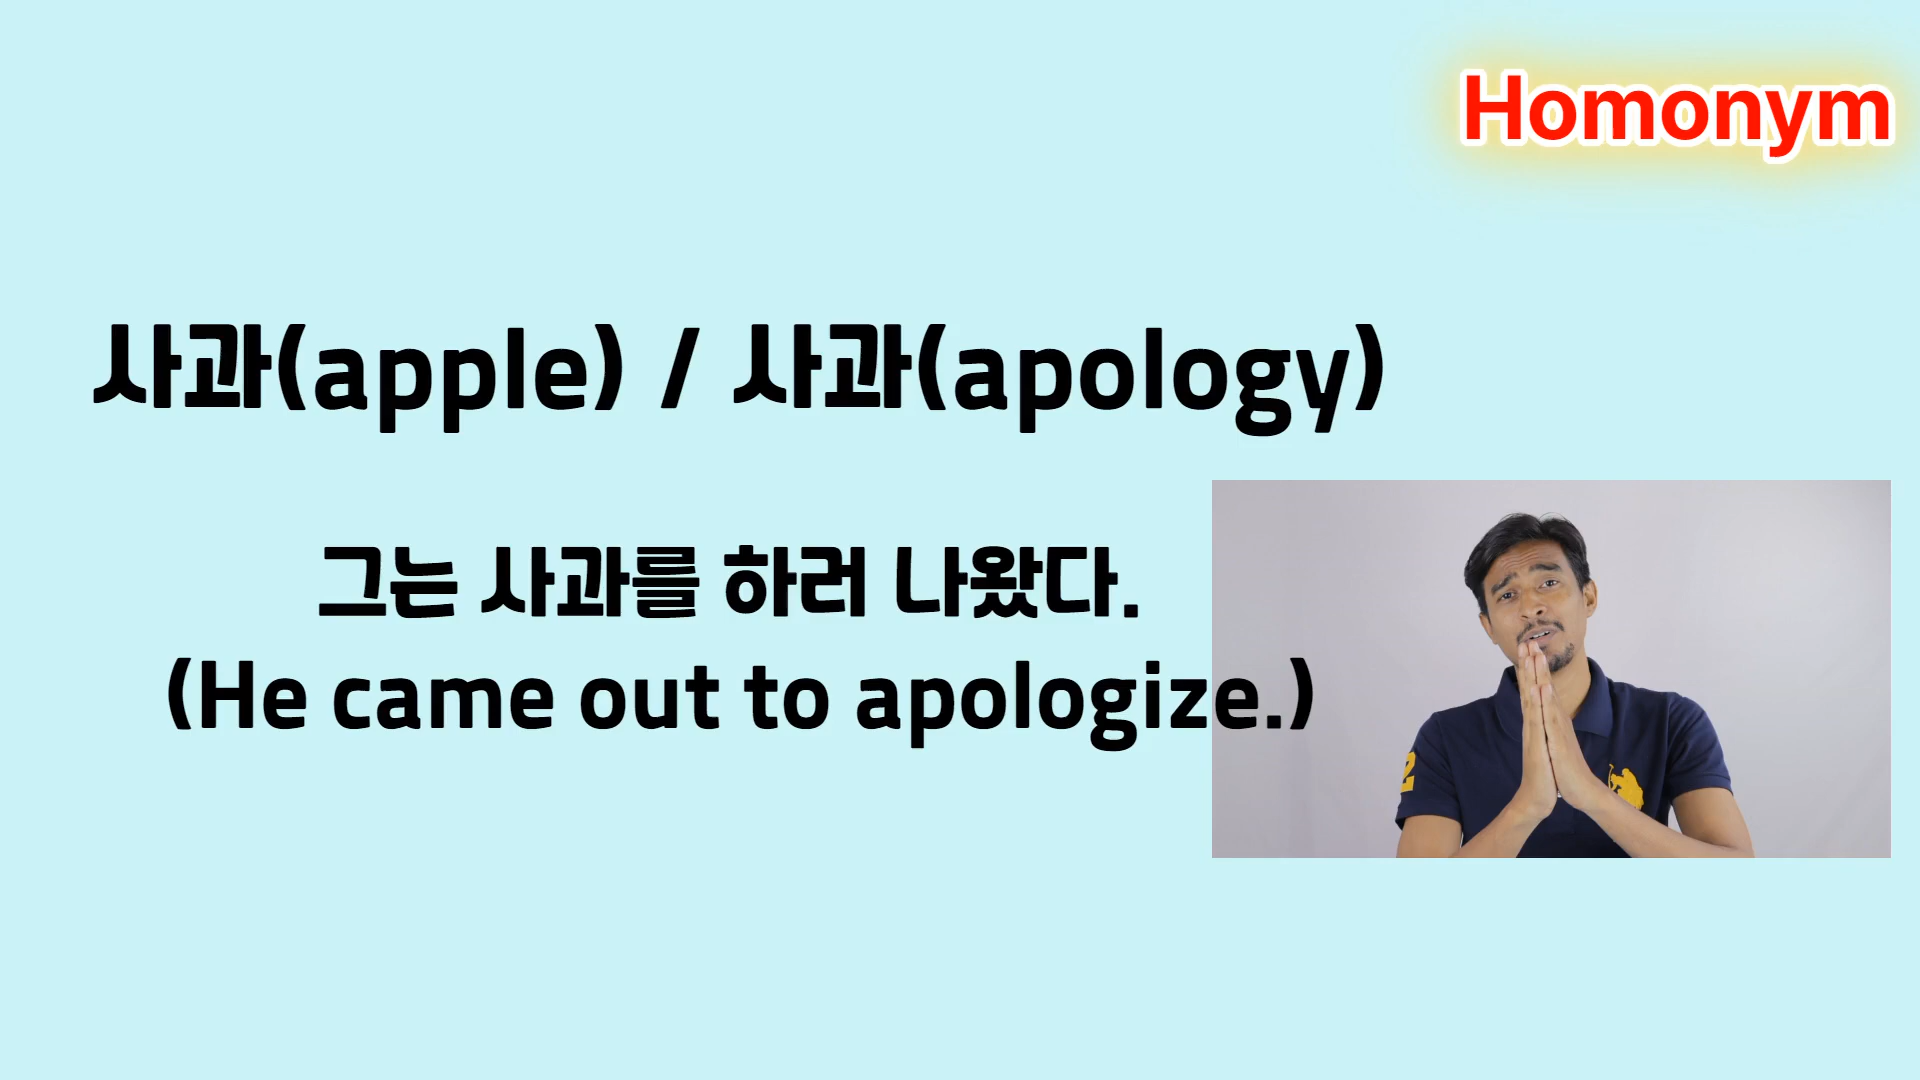 Homonym
사과(apple) / 사과(apology)
그는 사과를 하러 나왔다.
(He came out to apologize.)
2